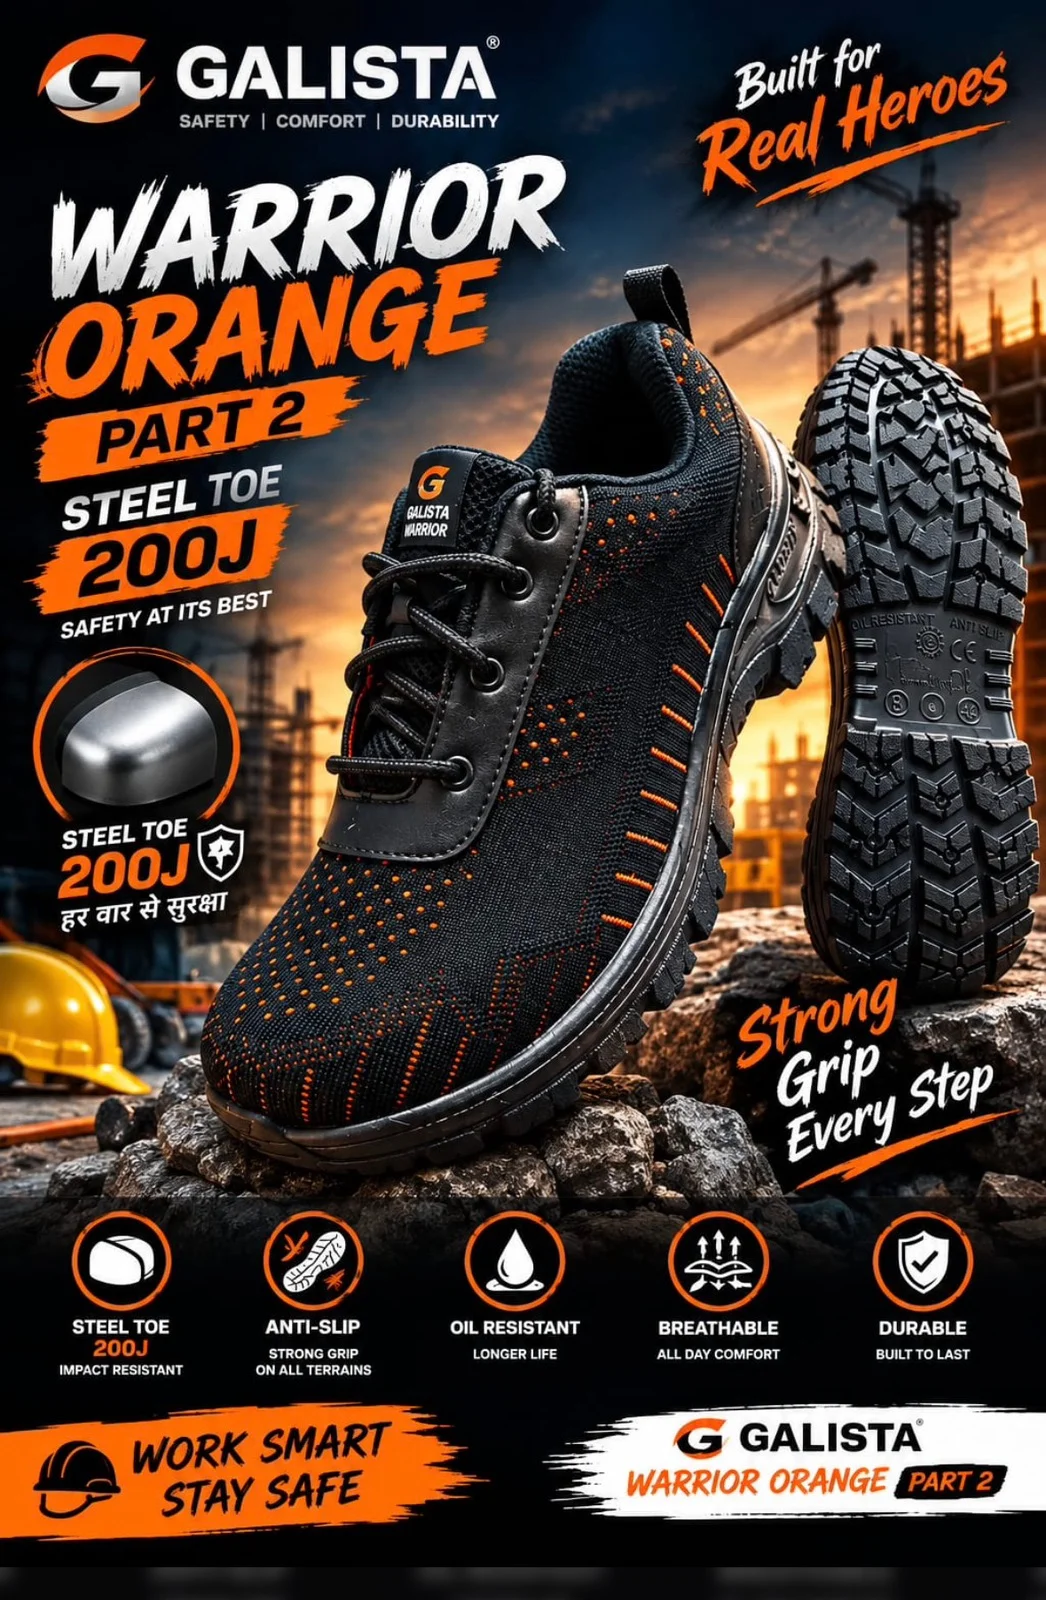 GALISTA®
SAFETY | COMFORT | DURABILITY
Built for
Real Heroes
WARRIOR
ORANGE
PART 2
STEEL TOE
200J
SAFETY AT ITS BEST
GALISTA
WARRIOR
OIL RESISTANT ANTI SLIP
CE
8
44
STEEL TOE
200J
हर वार से सुरक्षा
Strong
Grip
Every Step
STEEL TOE
200J
IMPACT RESISTANT
ANTI-SLIP
STRONG GRIP
ON ALL TERRAINS
OIL RESISTANT
LONGER LIFE
BREATHABLE
ALL DAY COMFORT
DURABLE
BUILT TO LAST
WORK SMART
STAY SAFE
GALISTA®
WARRIOR ORANGE PART 2